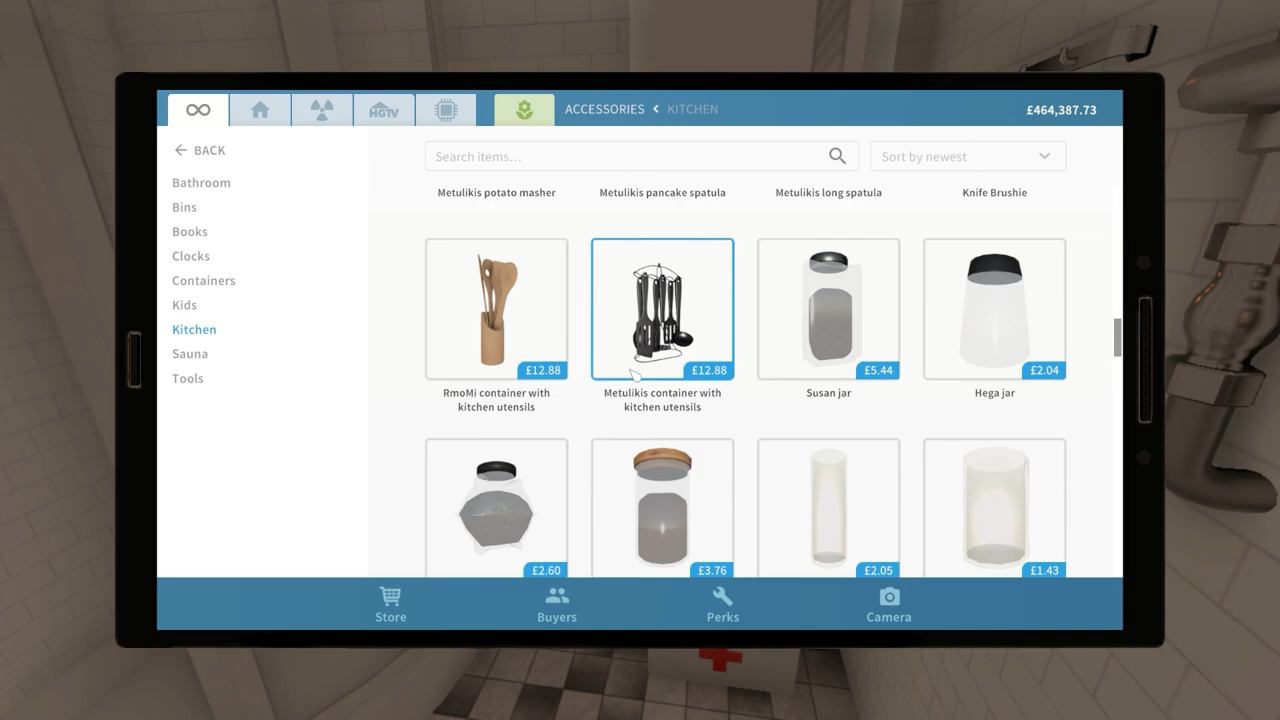 HGTV
ACCESSORIES < KITCHEN
£464,387.73
BACK
Search items...
Sort by newest
Bathroom
Bins
Books
Clocks
Containers
Kids
Kitchen
Sauna
Tools
Metulikis potato masher
Metulikis pancake spatula
Metulikis long spatula
Knife Brushie
£12.88
£12.88
£5.44
£2.04
RmoMi container with
kitchen utensils
Metulikis container with
kitchen utensils
Susan jar
Hega jar
£2.60
£3.76
£2.05
£1.43
Store
Buyers
Perks
Camera